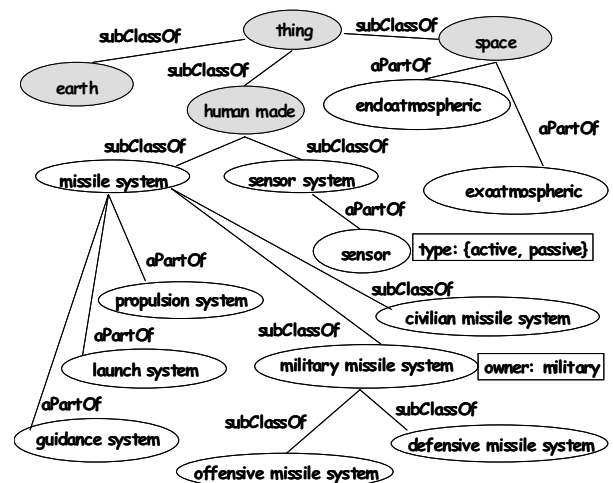 thing
subClassOf
subClassOf
space
subClassOf
earth
aPartOf
human made
endoatmospheric
aPartOf
subClassOf
subClassOf
missile system
sensor system
exoatmospheric
aPartOf
sensor
type: {active, passive}
aPartOf
propulsion system
subClassOf
civilian missile system
aPartOf
subClassOf
launch system
military missile system
owner: military
aPartOf
subClassOf
subClassOf
guidance system
defensive missile system
offensive missile system